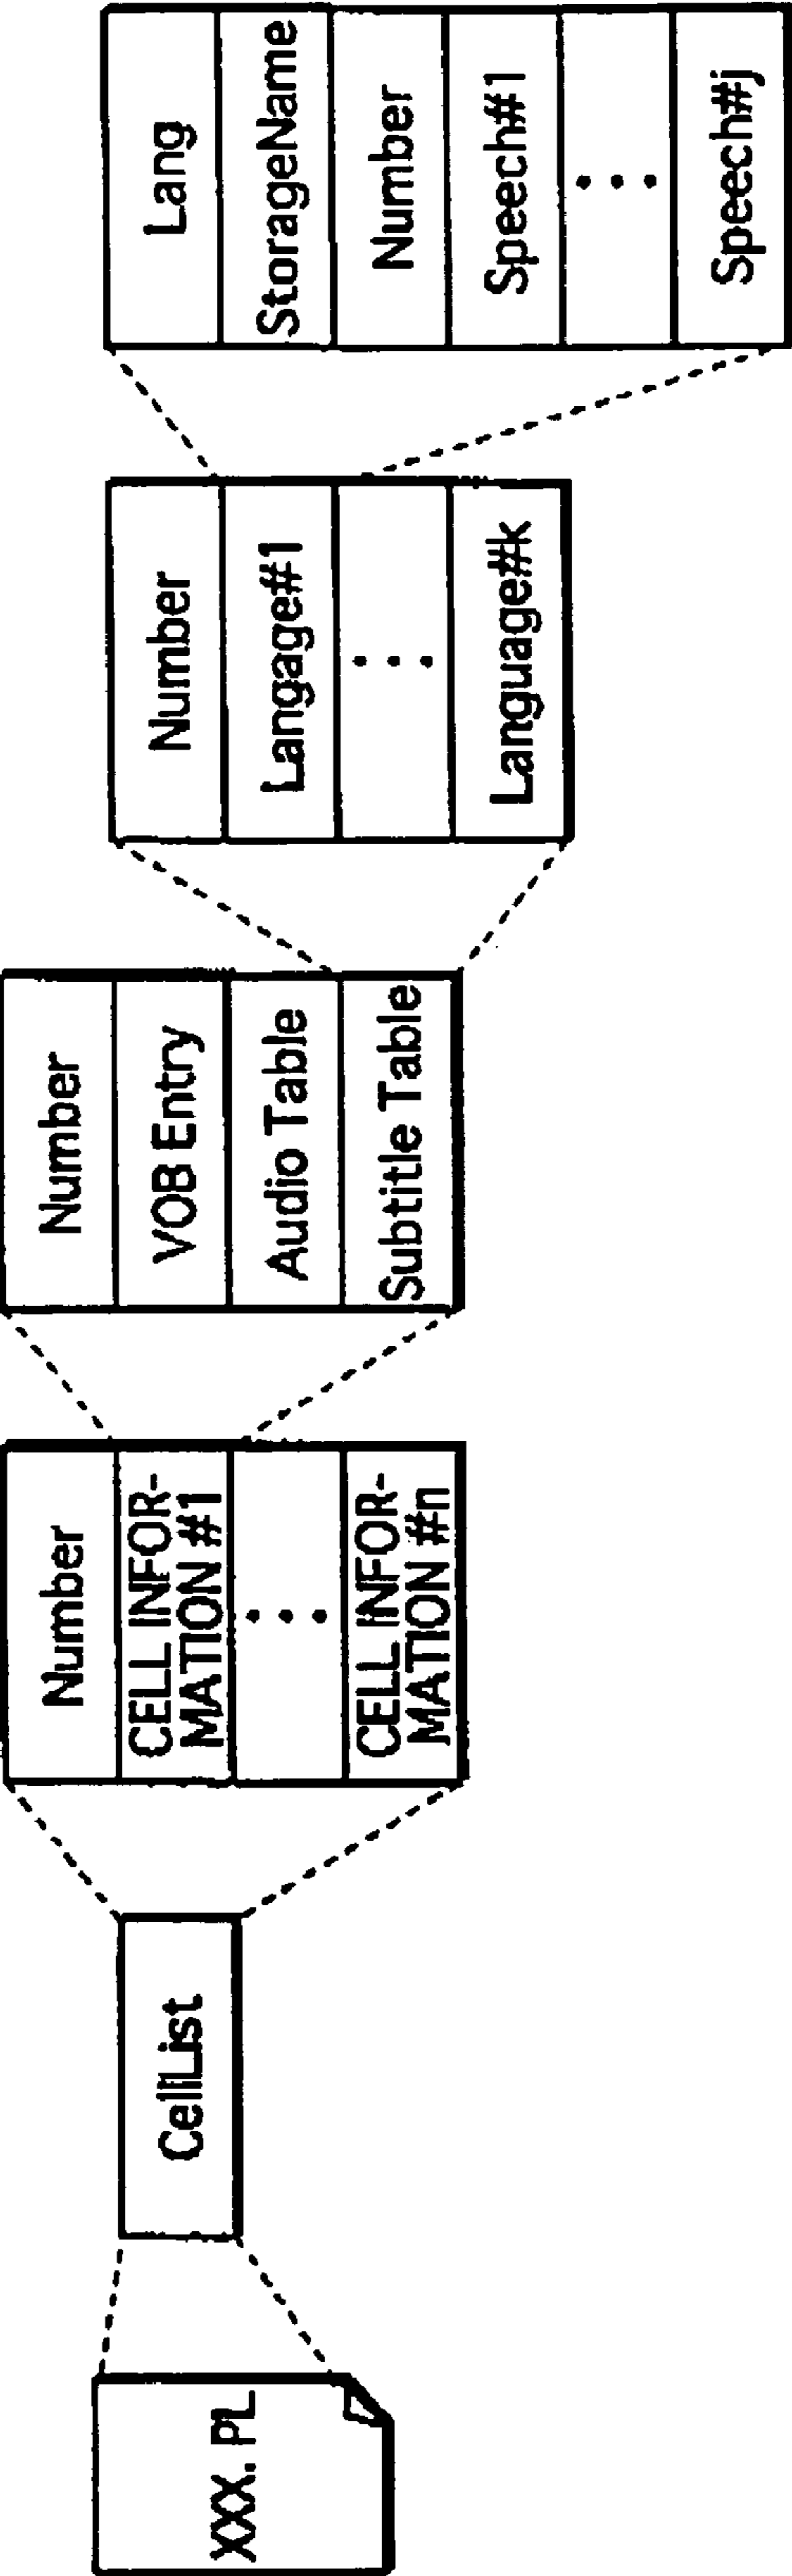 XXX. PL
CellList
Number
CELL INFOR-
MATION #1
• • •
CELL INFOR-
MATION #n
Number
VOB Entry
Audio Table
Subtitle Table
Number
Langage#1
• • •
Language#k
Lang
StorageName
Number
Speech#1
• • •
Speech#j